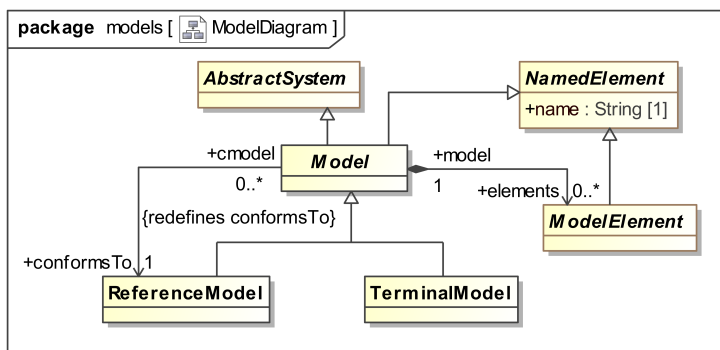 package models [ ModelDiagram ]
AbstractSystem
NamedElement
+name : String [1]
+cmodel
Model
+model
0..*
1
+elements
0..*
{redefines conformsTo}
ModelElement
+conformsTo
1
ReferenceModel
TerminalModel